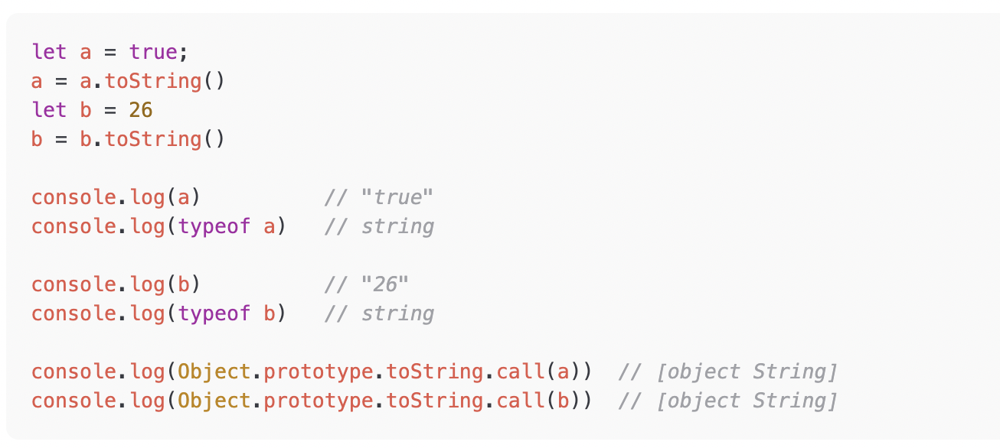 let a = true;
a = a.toString()
let b = 26
b = b.toString()
console.log(a)          // "true"
console.log(typeof a)   // string
console.log(b)          // "26"
console.log(typeof b)   // string
console.log(Object.prototype.toString.call(a))  // [object String]
console.log(Object.prototype.toString.call(b))  // [object String]